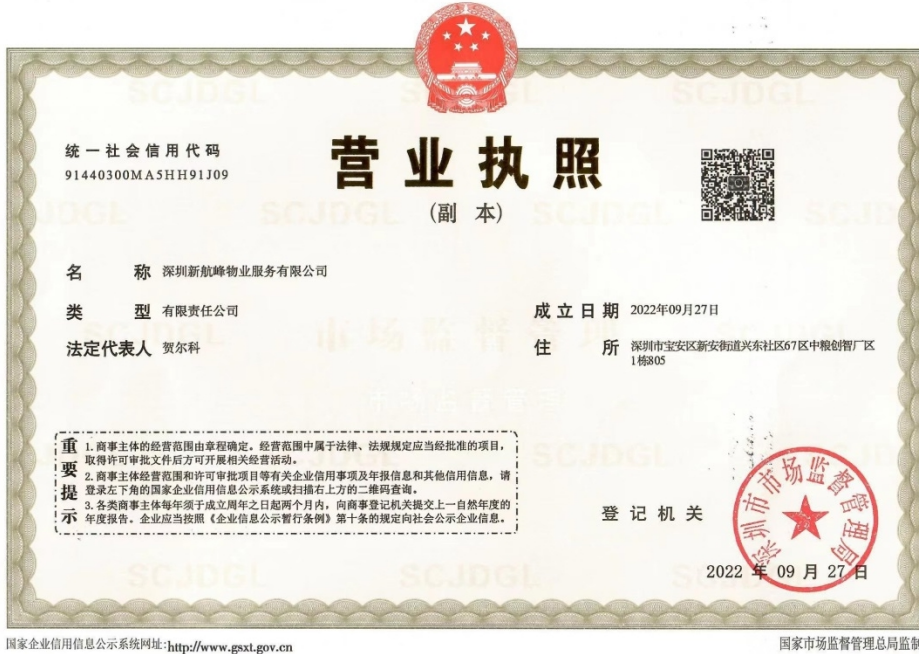 统一社会信用代码
91440300MA5HH91J09
营业执照
(副 本)
名 称 深圳新航峰物业服务有限公司
类 型 有限责任公司
法定代表人 贺尔科
成立日期 2022年09月27日
住 所 深圳市宝安区新安街道兴东社区67区中粮创智厂区
1栋805
重要提示
1.商事主体的经营范围由章程确定。经营范围中属于法律、法规规定应当经批准的项目,
取得许可审批文件后方可开展相关经营活动。
2.商事主体经营范围和许可审批项目等有关企业信用事项及年报信息和其他信用信息,请
登录左下角的国家企业信用信息公示系统或扫描右上方的二维码查询。
3.各类商事主体每年须于成立周年之日起两个月内,向商事登记机关提交上一自然年度的
年度报告。企业应当按照《企业信息公示暂行条例》第十条的规定向社会公示企业信息。
登记机关
深圳市市场监督管理局
2022 年 09 月 27 日
国家企业信用信息公示系统网址:http://www.gsxt.gov.cn
国家市场监督管理总局监制
SCJDGL
市场监督管理